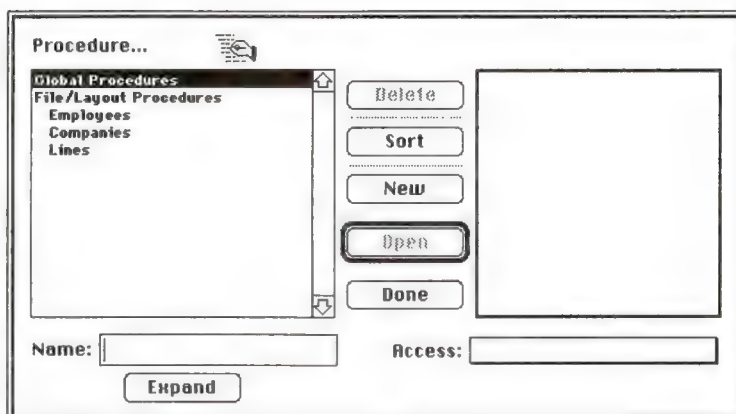 Procedure...
Global Procedures
File/Layout Procedures
Employees
Companies
Lines
Delete
Sort
New
Open
Done
Name:
Access:
Expand